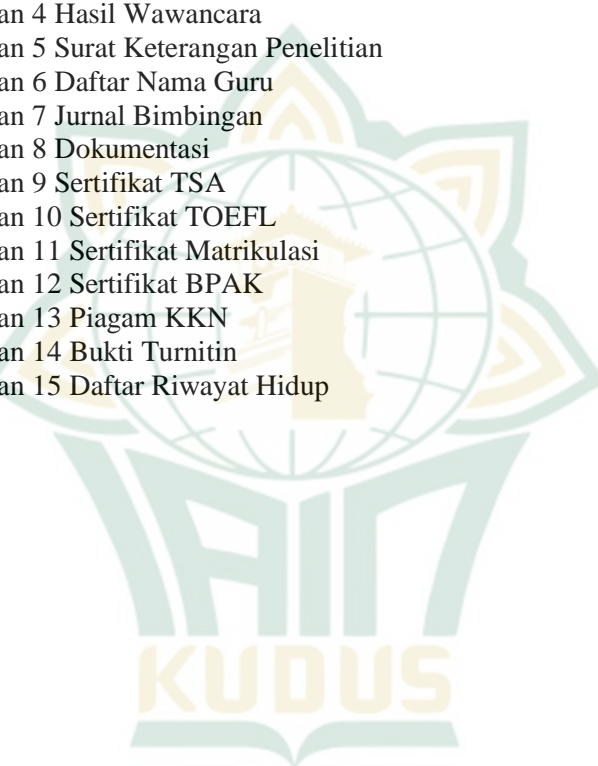 an 4 Hasil Wawancara
an 5 Surat Keterangan Penelitian
an 6 Daftar Nama Guru
an 7 Jurnal Bimbingan
an 8 Dokumentasi
an 9 Sertifikat TSA
an 10 Sertifikat TOEFL
an 11 Sertifikat Matrikulasi
an 12 Sertifikat BPAK
an 13 Piagam KKN
an 14 Bukti Turnitin
an 15 Daftar Riwayat Hidup
IAIN
KUDUS